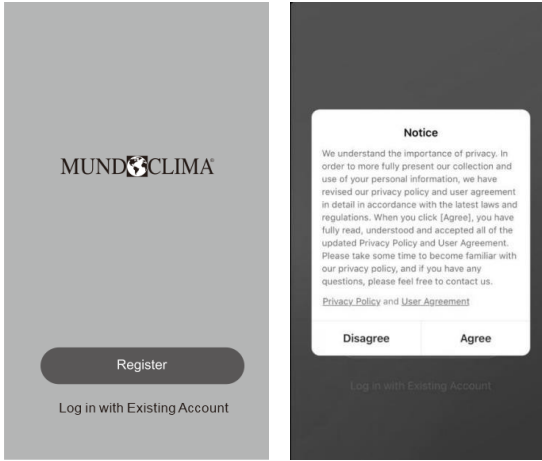 MUNDOCLIMA®
Register
Log in with Existing Account
Notice
We understand the importance of privacy. In
order to more fully present our collection and
use of your personal information, we have
revised our privacy policy and user agreement
in detail in accordance with the latest laws and
regulations. When you click [Agree], you have
fully read, understood and accepted all of the
updated Privacy Policy and User Agreement.
Please take some time to become familiar with
our privacy policy, and if you have any
questions, please feel free to contact us.
Privacy Policy and User Agreement
Disagree Agree
Log in with Existing Account